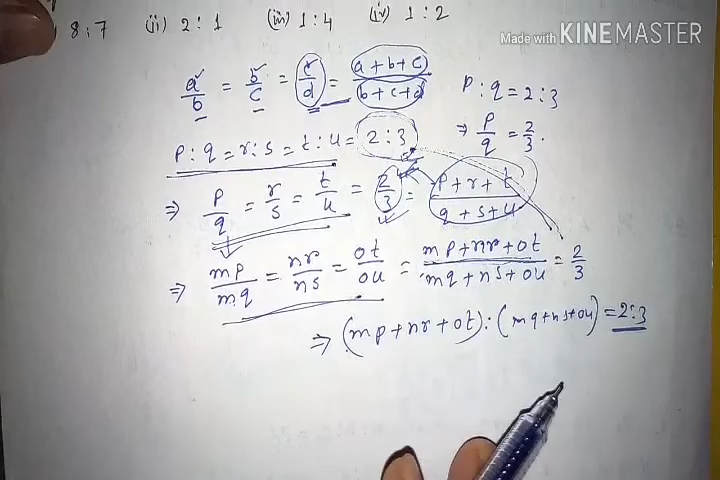 8 : 7 (ii) 2 : 1 (iii) 1 : 4 (iv) 1 : 2
Made with KINEMASTER
a/b = b/c = c/d = (a+b+c)/(b+c+d)
P : q = 2 : 3
⇒ P/q = 2/3.
P : q = r : s = t : u = 2 : 3
⇒ P/q = r/s = t/u = 2/3 = (P+r+t)/(q+s+u)
⇒ mp/mq = nr/ns = ot/ou = (mp+nr+ot)/(mq+ns+ou) = 2/3
⇒ (mp+nr+ot) : (mq+ns+ou) = 2:3